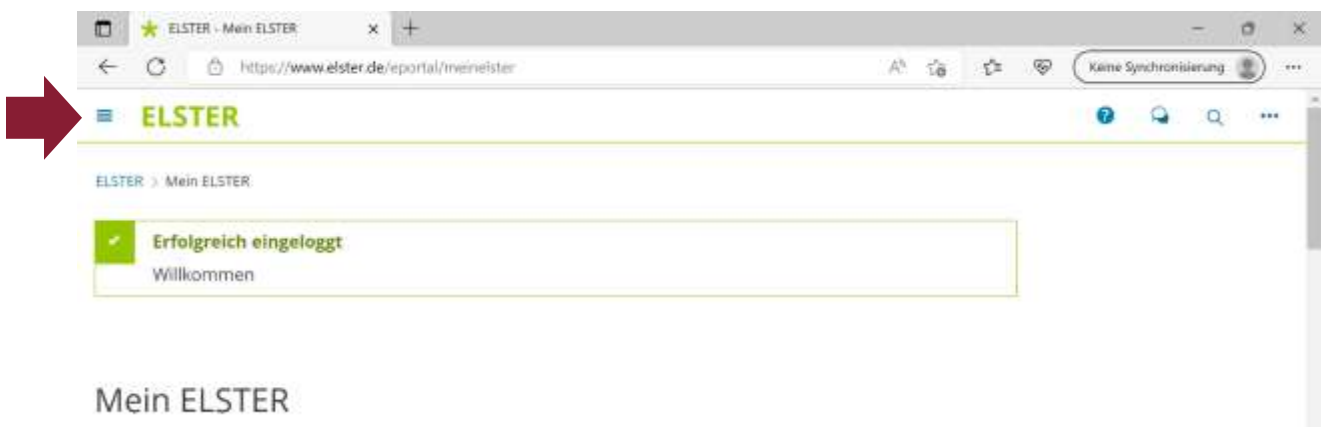 ELSTER - Mein ELSTER
https://www.elster.de/eportal/meinelster
Keine Synchronisierung
ELSTER
ELSTER > Mein ELSTER
Erfolgreich eingeloggt
Willkommen
Mein ELSTER